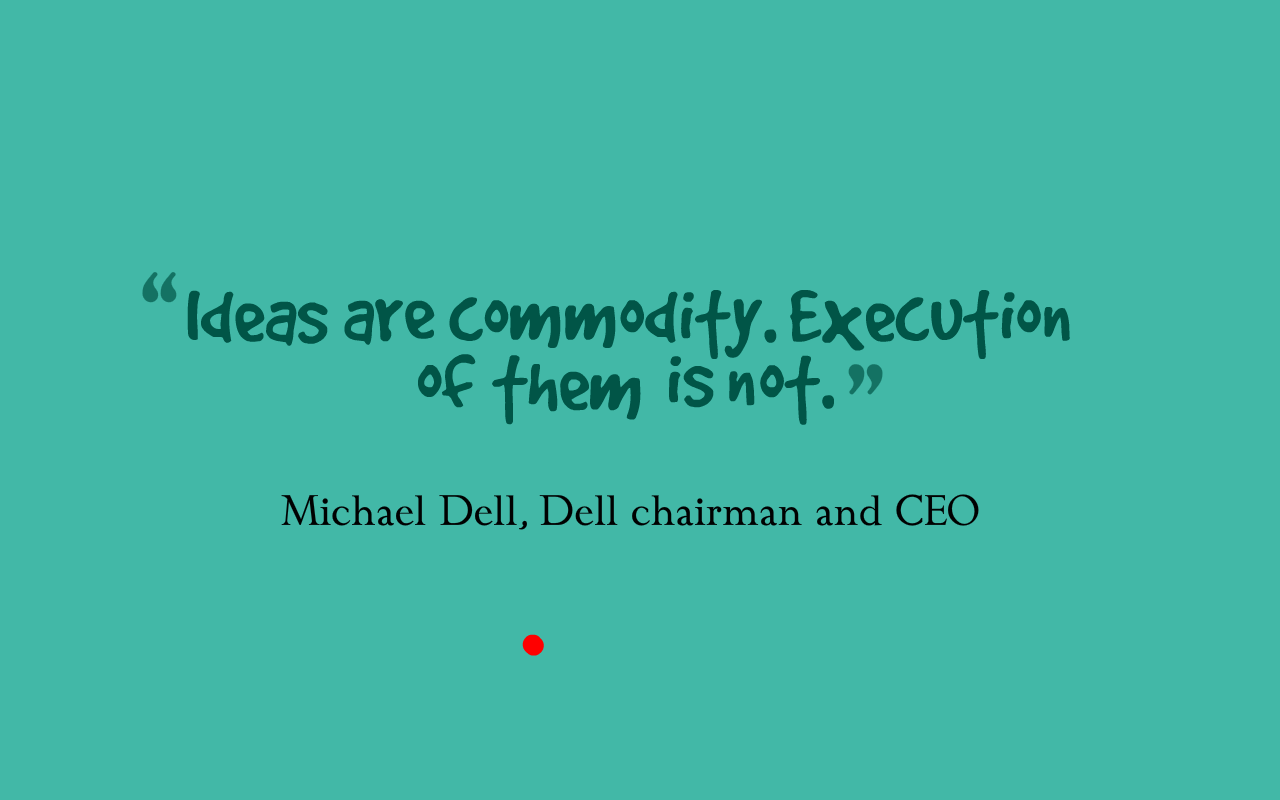 “Ideas are commodity. Execution
of them is not.”
Michael Dell, Dell chairman and CEO